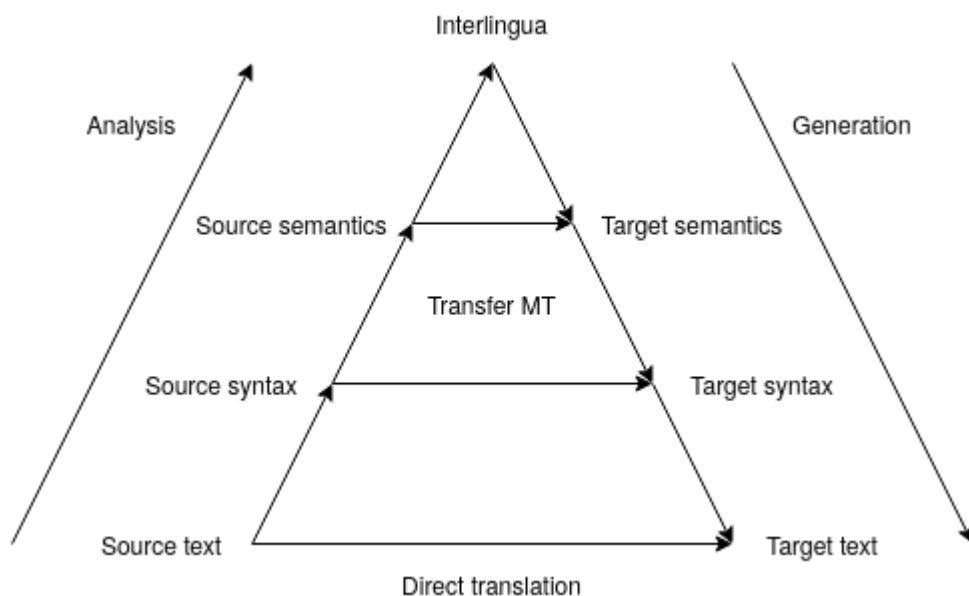 Interlingua
Analysis
Generation
Source semantics
Target semantics
Transfer MT
Source syntax
Target syntax
Source text
Target text
Direct translation